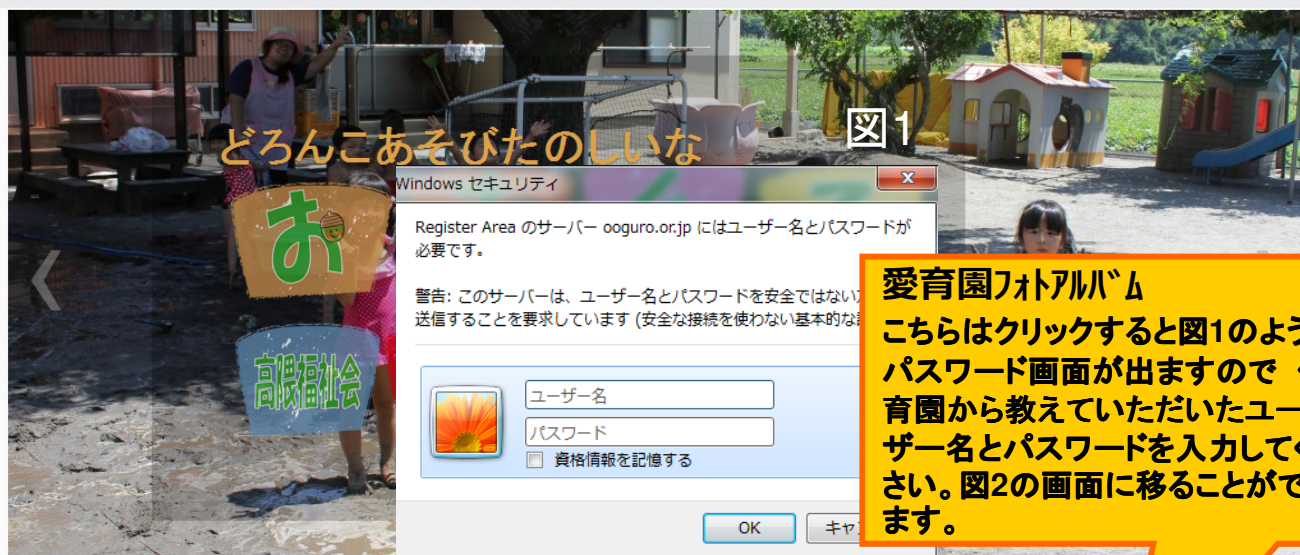 図1
どろんこあそびたのしいな
お
高隈福祉会
Windows セキュリティ
x
Register Area のサーバー ooguro.or.jp にはユーザー名とパスワードが
必要です。
警告: このサーバーは、ユーザー名とパスワードを安全ではない
送信することを要求しています (安全な接続を使わない基本的な
ユーザー名
パスワード
資格情報を記憶する
OK
キャ
愛育園フォトアルバム
こちらはクリックすると図1のよう
パスワード画面が出ますので
育園から教えていただいたユー
ザー名とパスワードを入力してく
さい。図2の画面に移ることがで
ます。